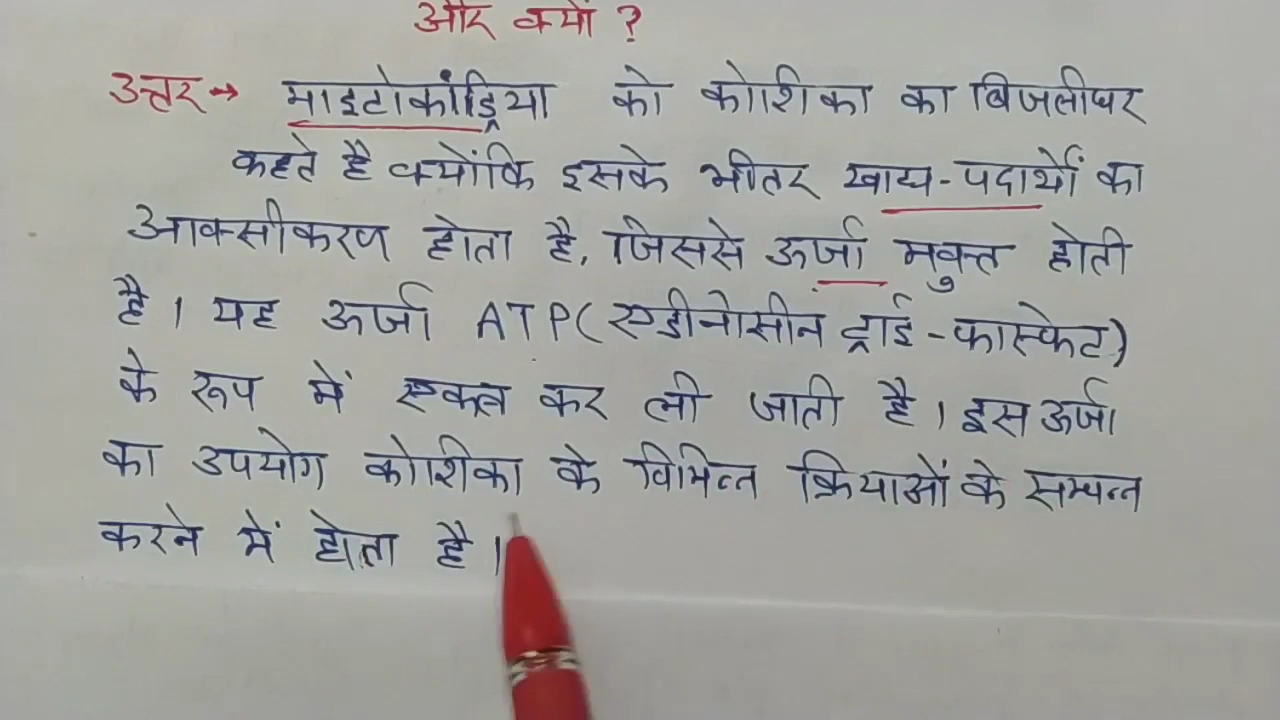 और क्यों ?
उत्तर → माइटोकांड्रिया को कोशिका का बिजलीघर
कहते है क्योंकि इसके भीतर खाद्य-पदार्थों का
आक्सीकरण होता है, जिससे ऊर्जा मुक्त होती
है । यह ऊर्जा ATP(एडीनोसीन ट्राई-फास्फेट)
के रूप में एकत्र कर ली जाती है । इस ऊर्जा
का उपयोग कोशिका के विभिन्न क्रियाओं के सम्पन्न
करने में होता है ।